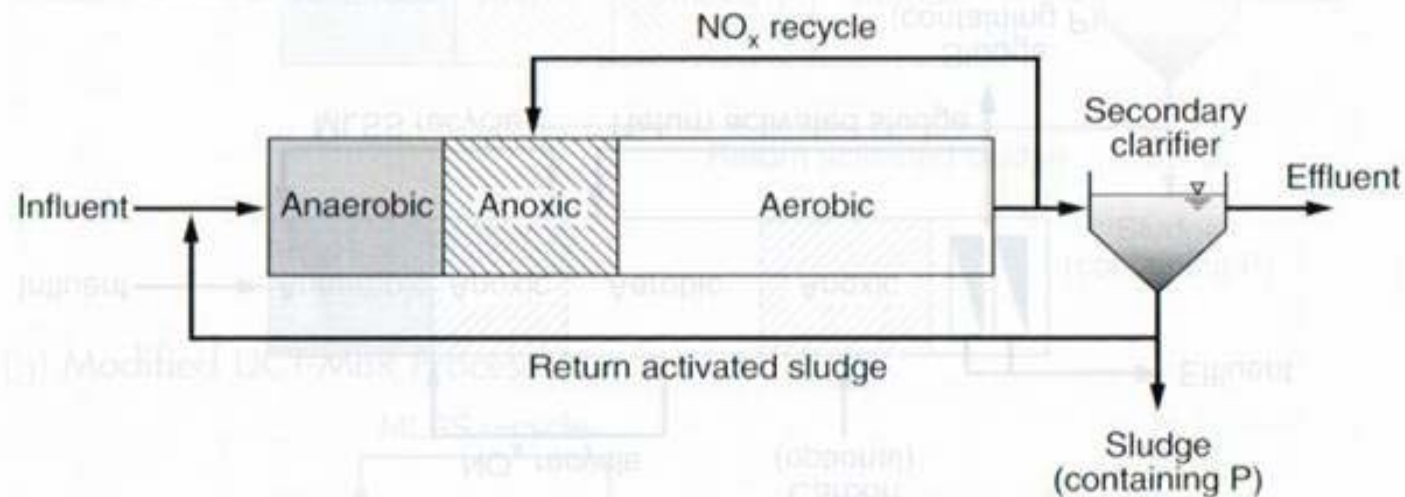 NOx recycle
Secondary
clarifier
Influent
Anaerobic
Anoxic
Aerobic
Effluent
Return activated sludge
Sludge
(containing P)